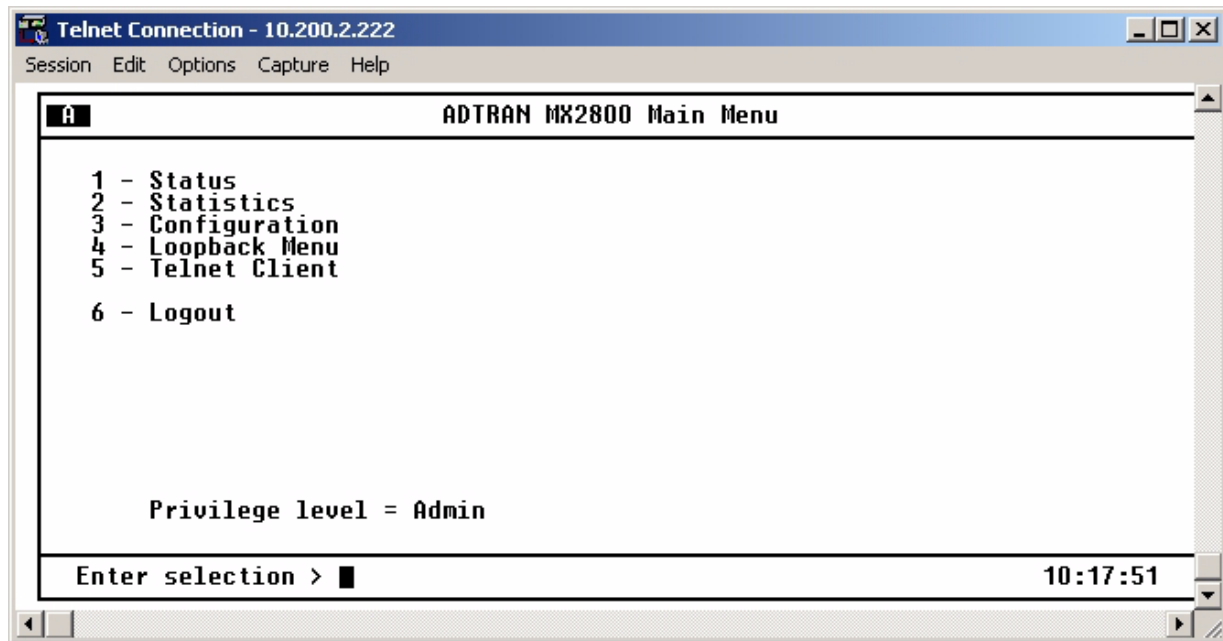 Telnet Connection - 10.200.2.222
Session Edit Options Capture Help
A ADTRAN MX2800 Main Menu
1 - Status
2 - Statistics
3 - Configuration
4 - Loopback Menu
5 - Telnet Client
6 - Logout
Privilege level = Admin
Enter selection > 10:17:51